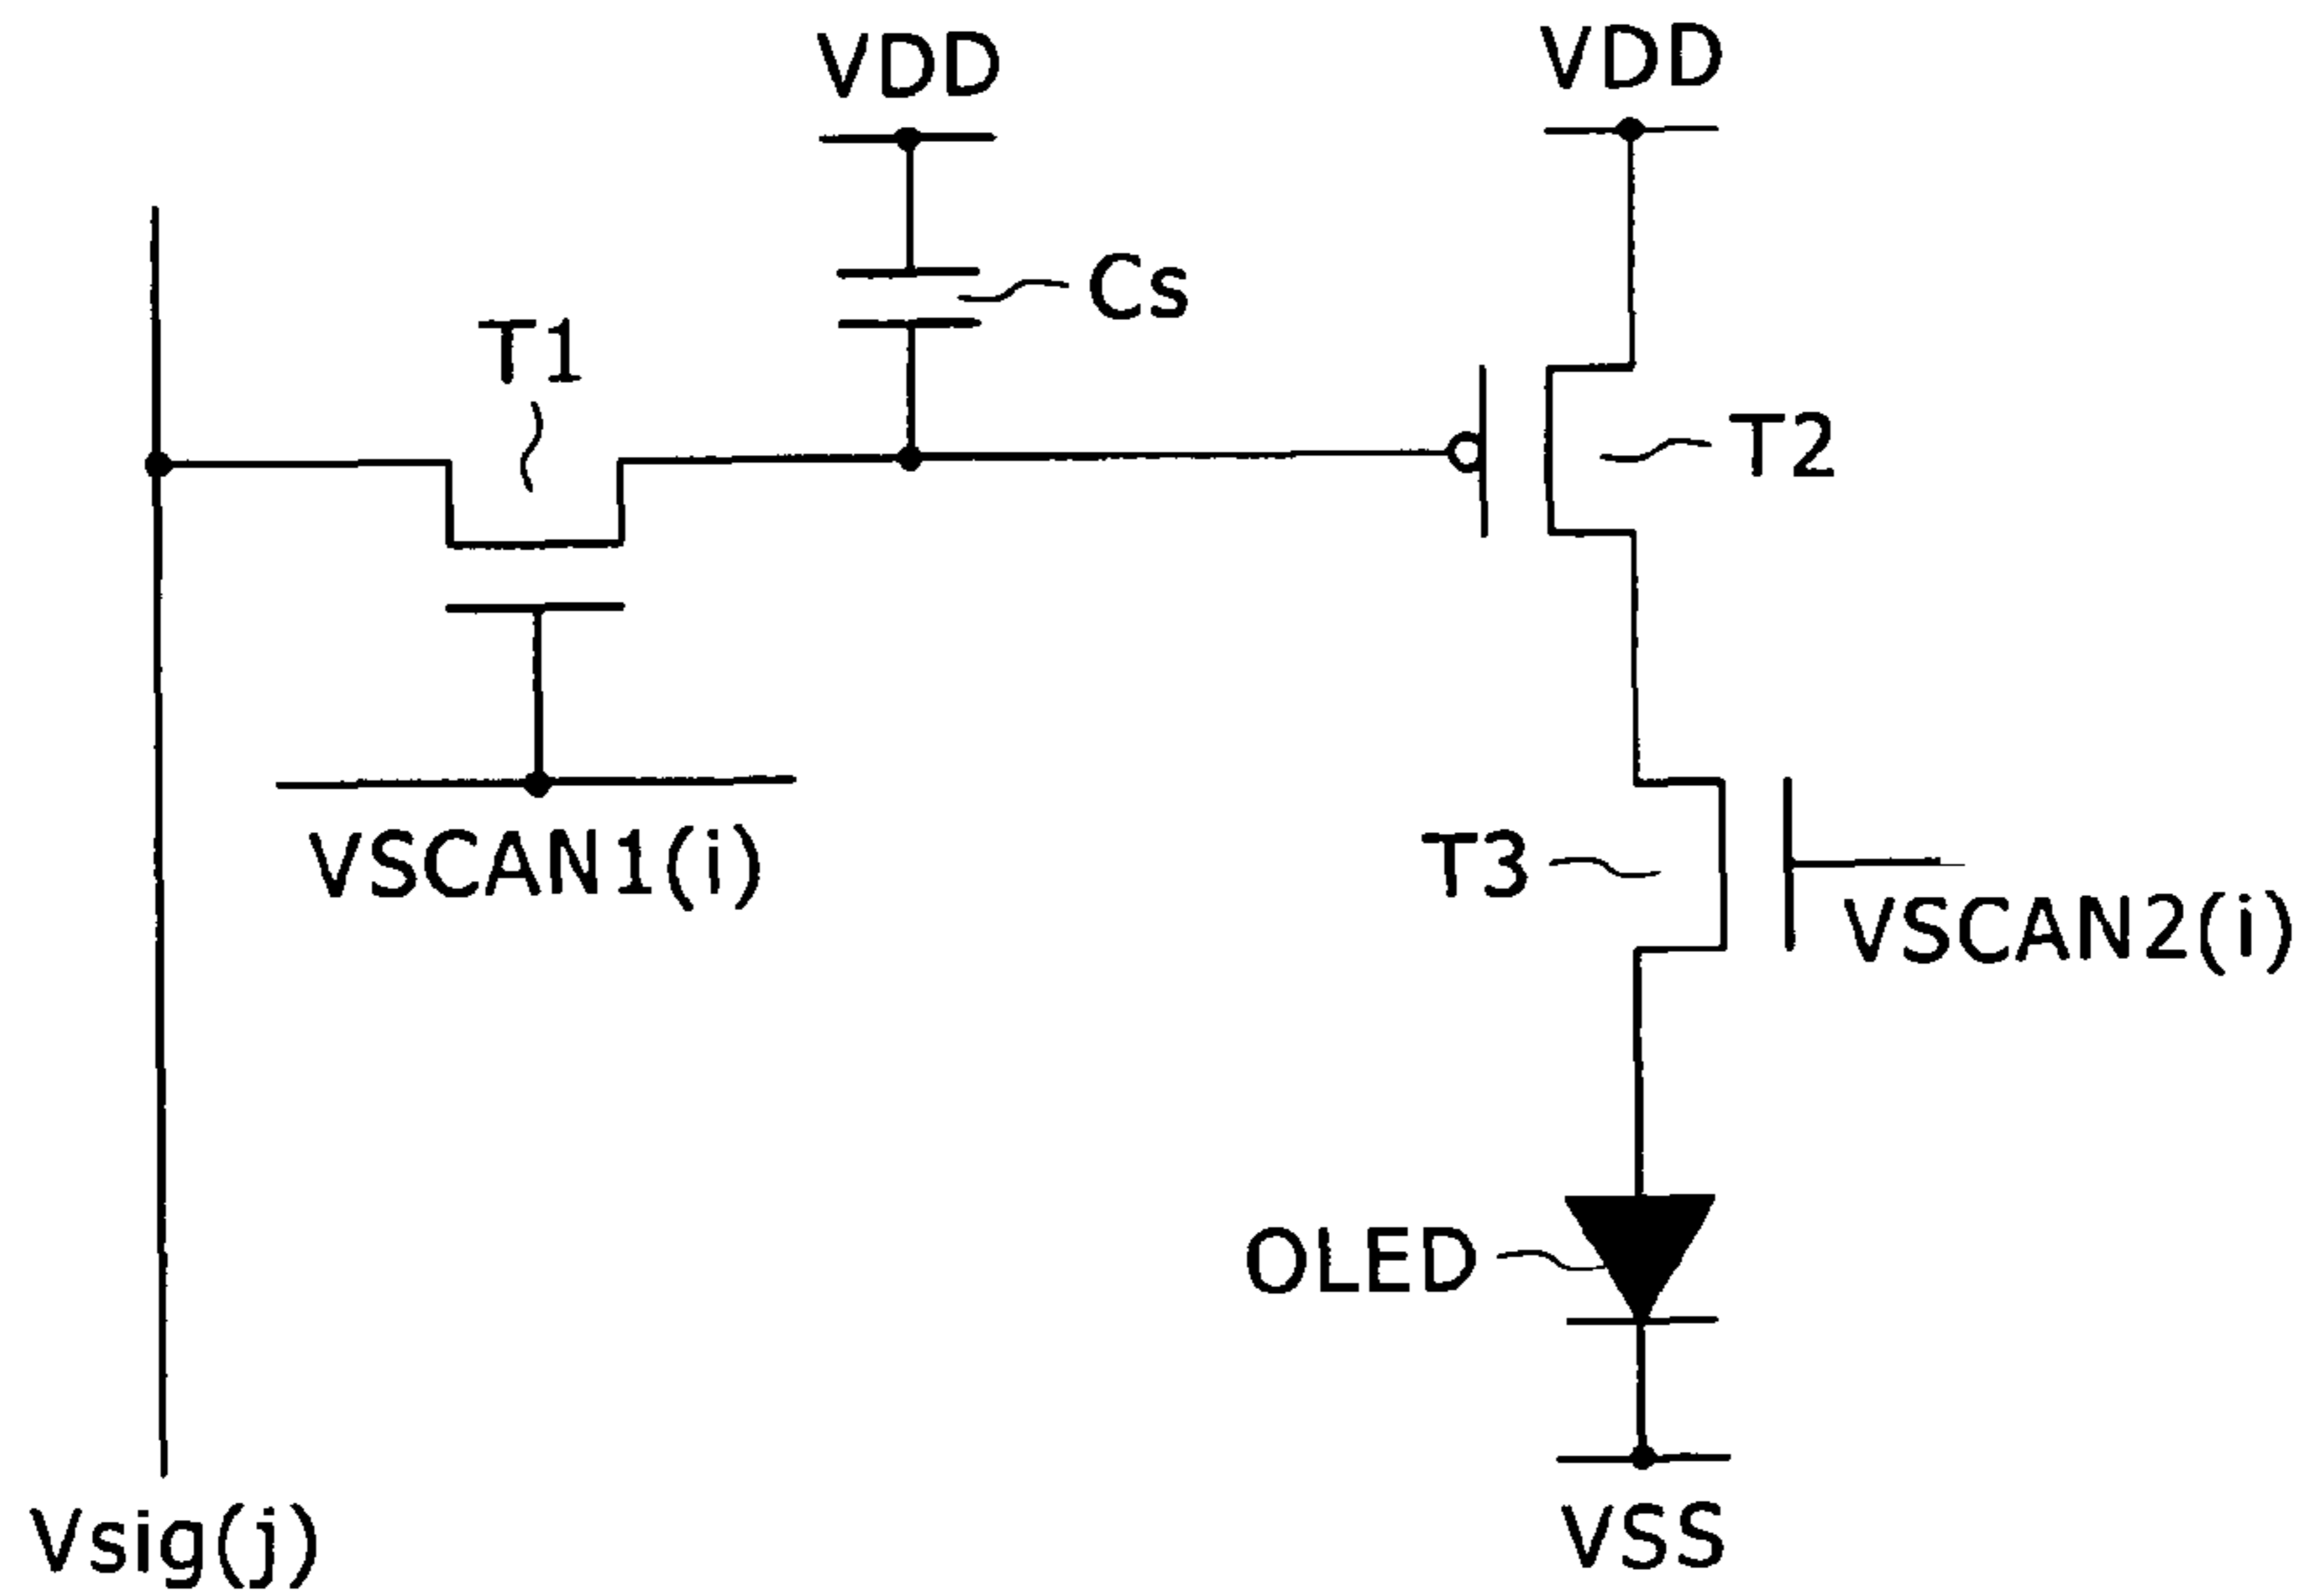 VDD
VDD
Cs
T1
T2
VSCAN1(i)
T3
VSCAN2(i)
OLED
Vsig(j)
VSS